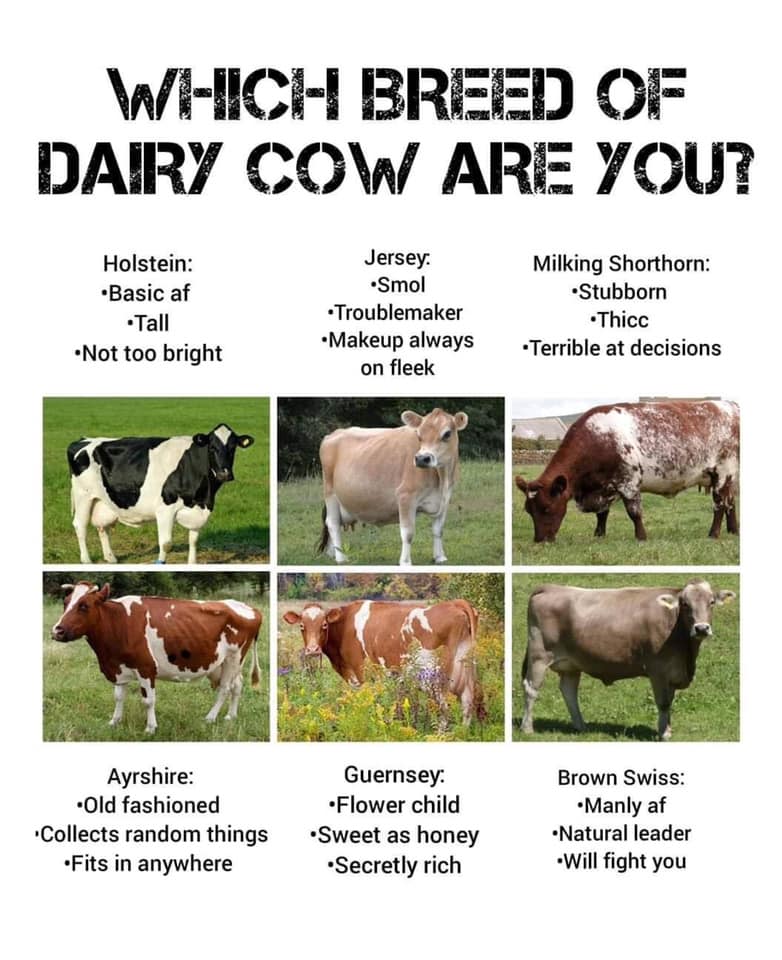 WHICH BREED OF
DAIRY COW ARE YOU?
Holstein:
•Basic af
•Tall
•Not too bright
Jersey:
•Smol
•Troublemaker
•Makeup always
on fleek
Milking Shorthorn:
•Stubborn
•Thicc
•Terrible at decisions
Ayrshire:
•Old fashioned
•Collects random things
•Fits in anywhere
Guernsey:
•Flower child
•Sweet as honey
•Secretly rich
Brown Swiss:
•Manly af
•Natural leader
•Will fight you